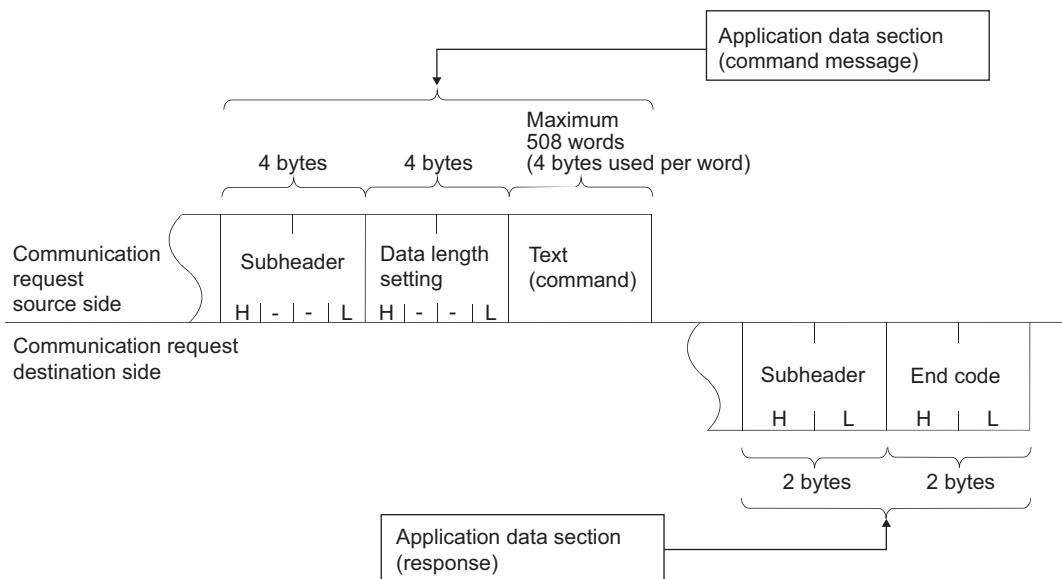 Application data section
(command message)
Maximum
508 words
(4 bytes used per word)
4 bytes
4 bytes
Communication
request
source side
Subheader
Data length
setting
Text
(command)
H - - L
H - - L
Communication request
destination side
Subheader
End code
H L
H L
2 bytes
2 bytes
Application data section
(response)